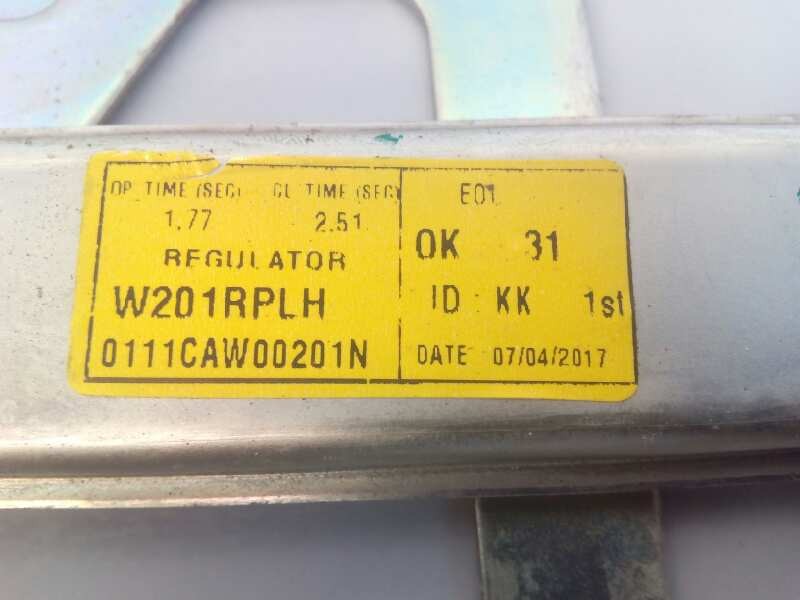 OP TIME (SEC) CL TIME (SEC)
1.77 2.51
REGULATOR
W201RPLH
0111CAW00201N
E01
OK 31
ID KK 1st
DATE 07/04/2017